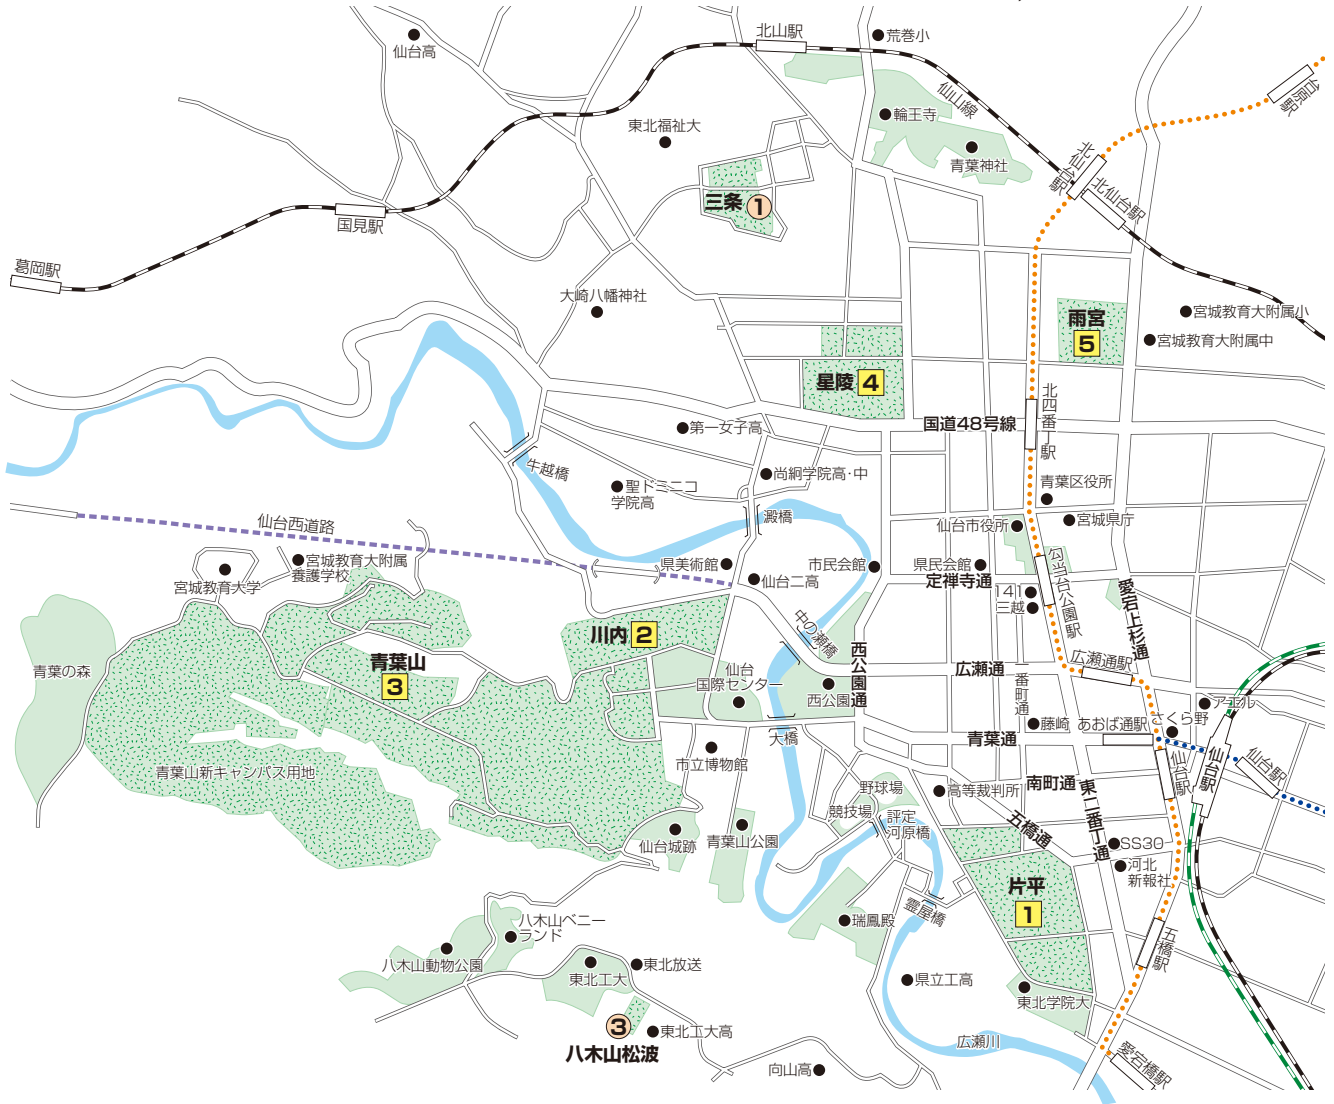 北山駅
荒巻小
仙台高
仙山線
台原駅
輪王寺
東北福祉大
青葉神社
北仙台駅
北仙台駅
三条 1
国見駅
葛岡駅
大崎八幡神社
雨宮
5
宮城教育大附属小
宮城教育大附属中
星陵 4
国道48号線
北四番丁駅
第一女子高
牛越橋
尚絅学院高・中
聖ドミニコ
学院高
青葉区役所
澱橋
仙台市役所
宮城県庁
仙台西道路
宮城教育大附属
養護学校
宮城教育大学
県美術館
仙台二高
市民会館
県民会館
定禅寺通
141
三越
勾当台公園駅
愛宕上杉通
中の瀬橋
川内 2
青葉山
3
青葉の森
仙台
国際センター
西公園
西公園通
広瀬通
広瀬通駅
一番町通
アエル
藤崎
あおば通駅
さくら野
青葉通
大橋
市立博物館
青葉山新キャンパス用地
仙台駅
仙台駅
仙台駅
野球場
高等裁判所
南町通
東二番丁通
競技場
評定
河原橋
五橋通
仙台城跡
青葉山公園
SS30
河北
新報社
片平
1
霊屋橋
瑞鳳殿
八木山ベニー
ランド
八木山動物公園
東北工大
東北放送
五橋駅
県立工高
東北学院大
3
八木山松波
東北工大高
広瀬川
向山高
愛宕橋駅